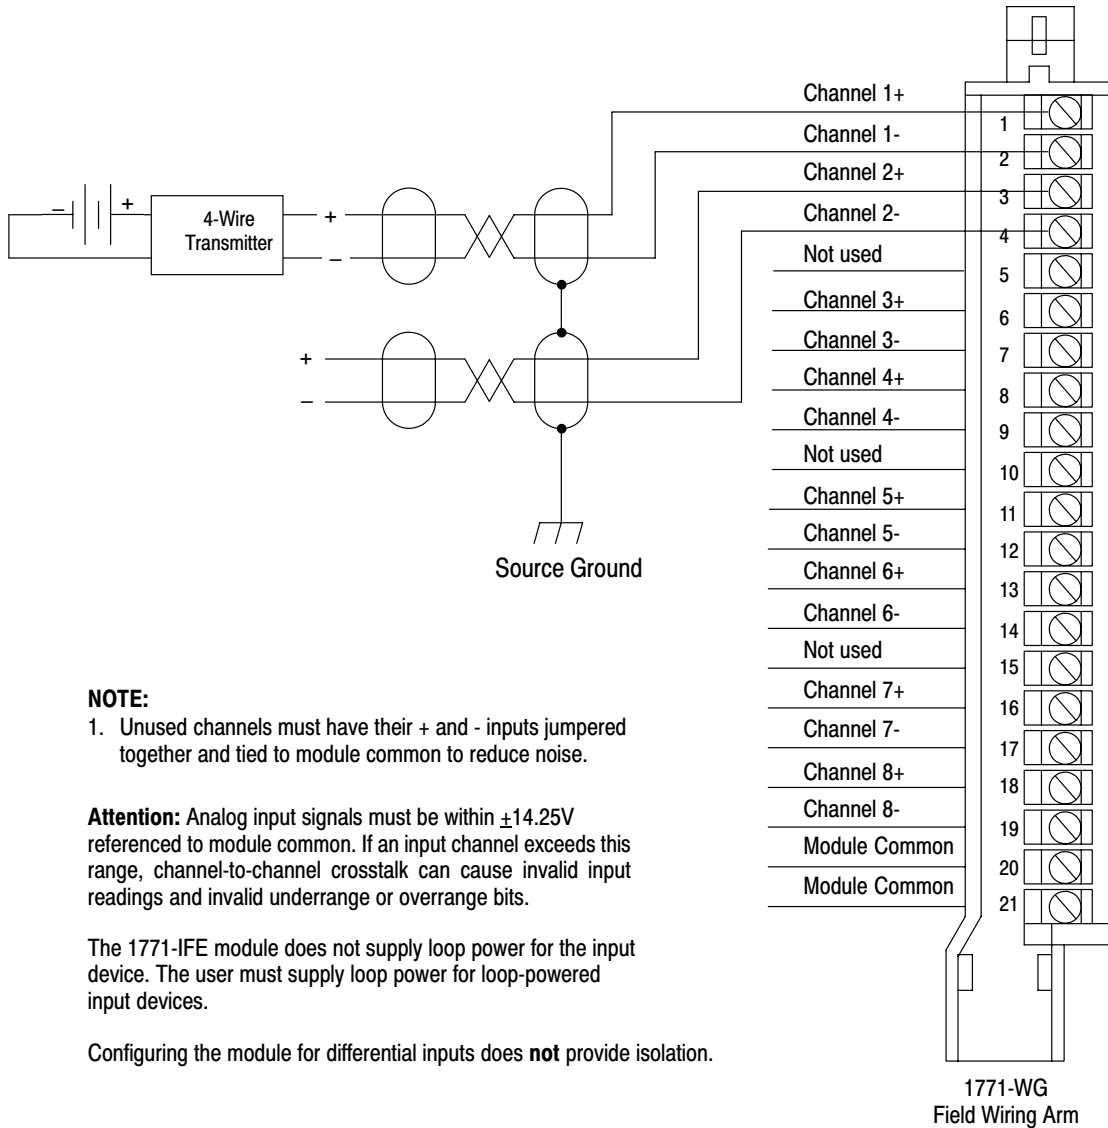 Channel 1+
1
Channel 1-
2
Channel 2+
3
Channel 2-
4
Not used
5
Channel 3+
6
Channel 3-
7
Channel 4+
8
Channel 4-
9
Not used
10
Channel 5+
11
Channel 5-
12
Channel 6+
13
Channel 6-
14
Not used
15
Channel 7+
16
Channel 7-
17
Channel 8+
18
Channel 8-
19
Module Common
20
Module Common
21
– +
4-Wire
Transmitter
+
–
+
–
Source Ground
NOTE:
1. Unused channels must have their + and - inputs jumpered
together and tied to module common to reduce noise.
Attention: Analog input signals must be within ±14.25V
referenced to module common. If an input channel exceeds this
range, channel-to-channel crosstalk can cause invalid input
readings and invalid underrange or overrange bits.
The 1771-IFE module does not supply loop power for the input
device. The user must supply loop power for loop-powered
input devices.
Configuring the module for differential inputs does not provide isolation.
1771-WG
Field Wiring Arm